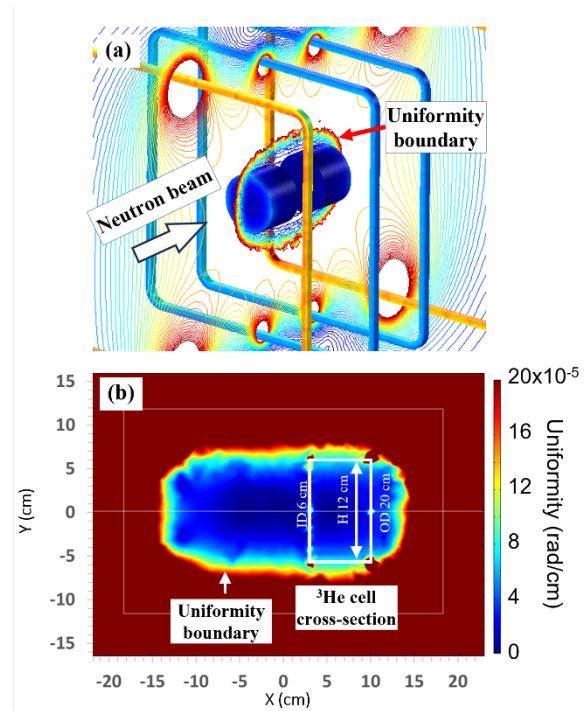 (a)
Uniformity
boundary
Neutron beam
(b)
20x10⁻⁵
16
12
8
4
0
Uniformity (rad/cm)
15
10
5
0
-5
-10
-15
Y (cm)
ID 6 cm
H 12 cm
OD 20 cm
Uniformity
boundary
³He cell
cross-section
-20
-15
-10
-5
0
5
10
15
20
X (cm)